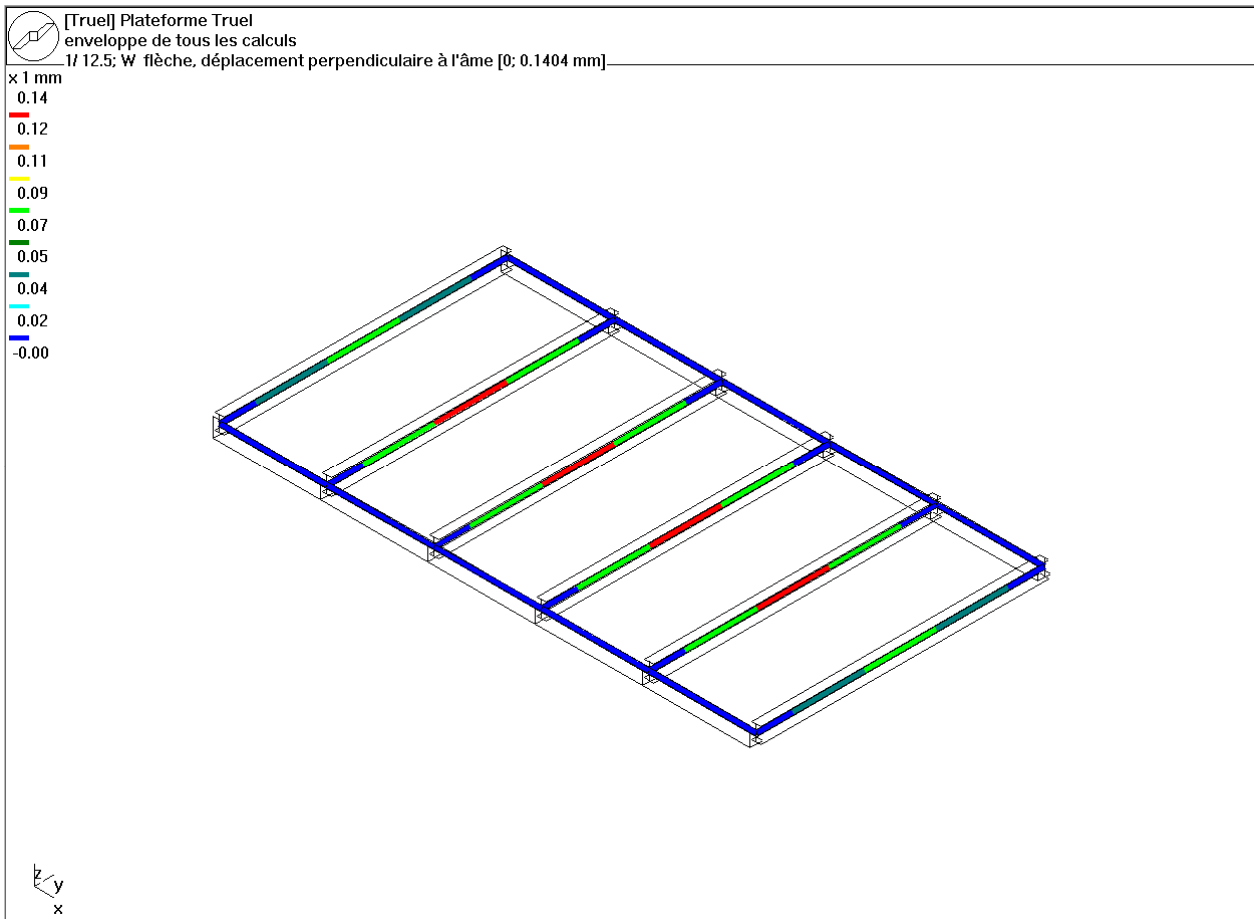 [Truel] Plateforme Truel
enveloppe de tous les calculs
1/ 12.5; W flèche, déplacement perpendiculaire à l'âme [0; 0.1404 mm]
x 1 mm
0.14
0.12
0.11
0.09
0.07
0.05
0.04
0.02
-0.00
z
y
x